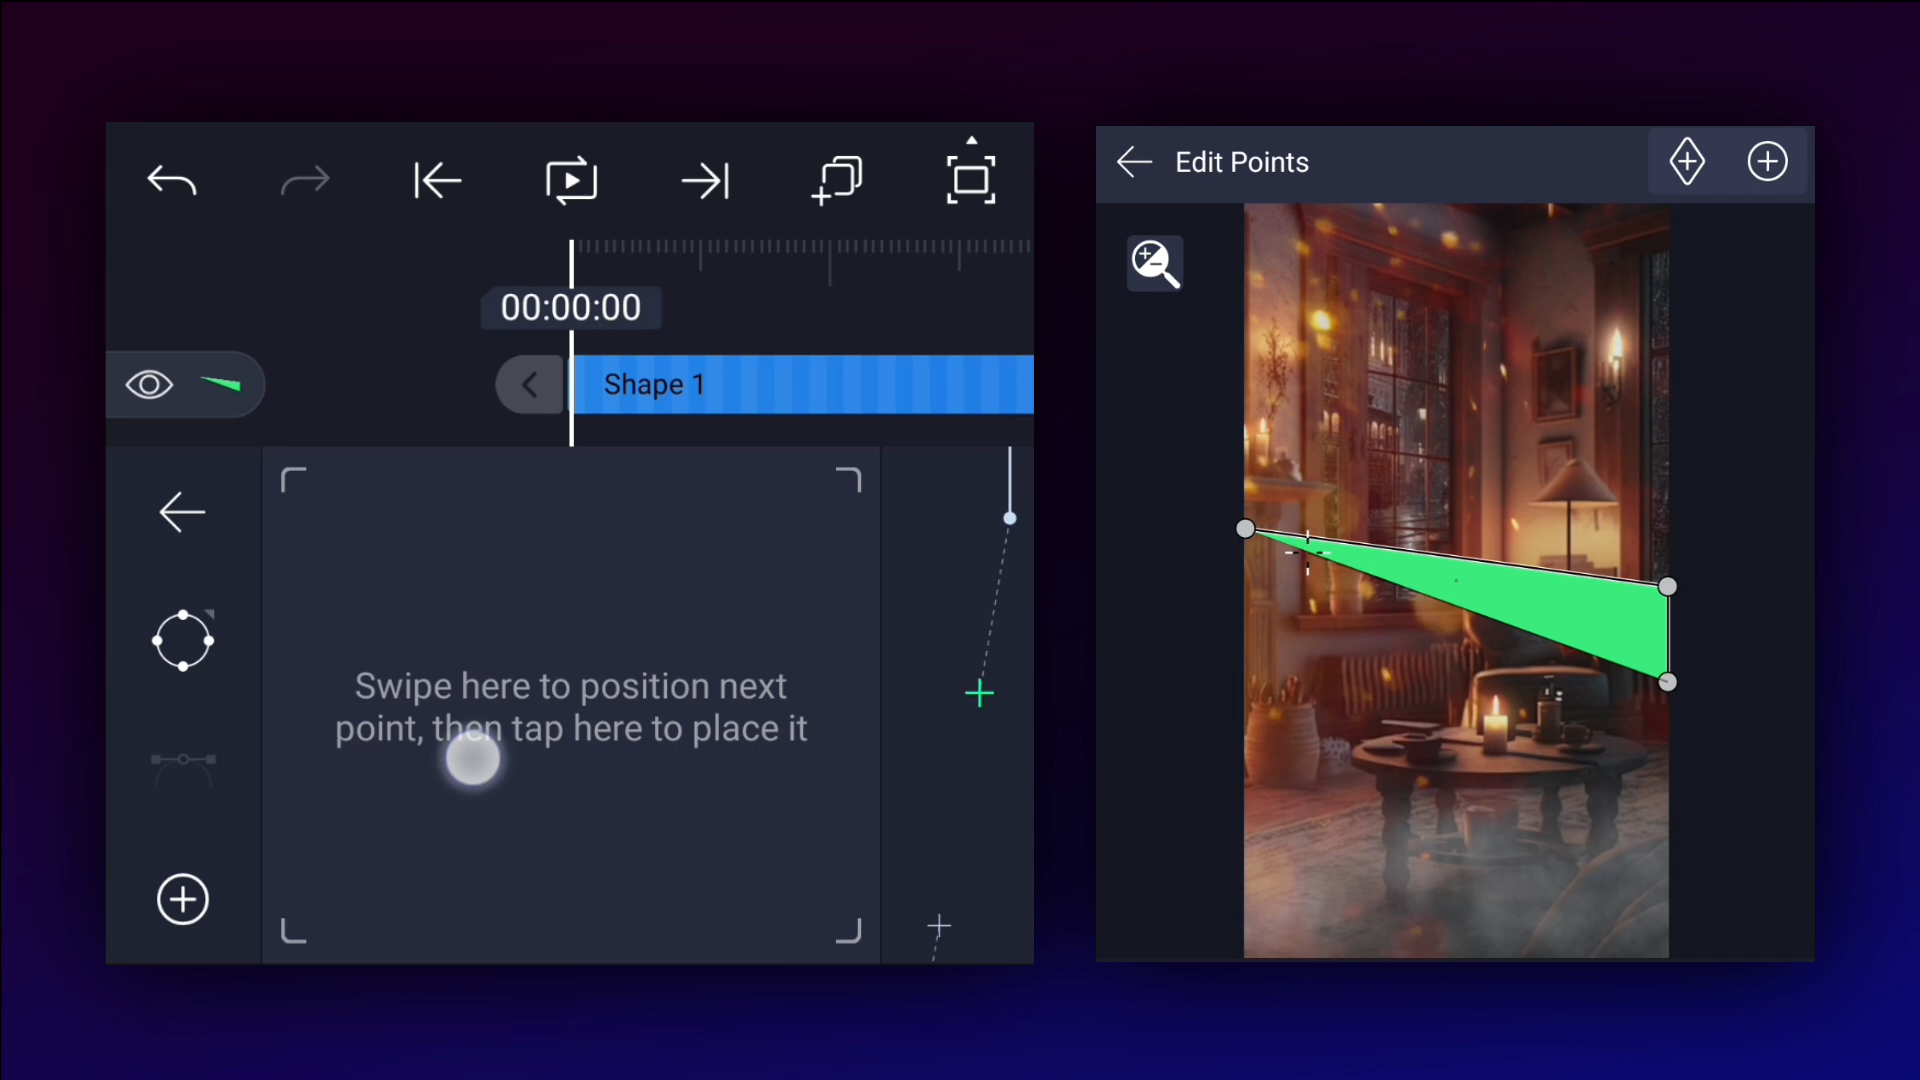 00:00:00
Shape 1
Swipe here to position next
point, then tap here to place it
Edit Points